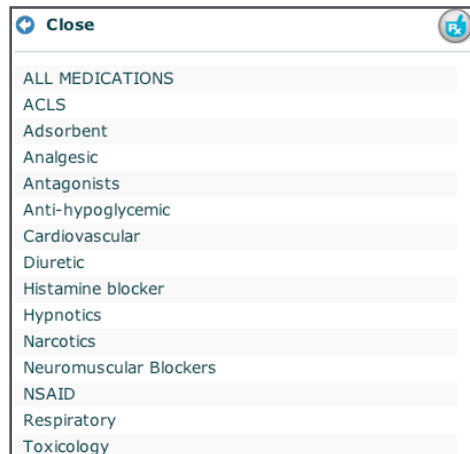 Close
Rx
ALL MEDICATIONS
ACLS
Adsorbent
Analgesic
Antagonists
Anti-hypoglycemic
Cardiovascular
Diuretic
Histamine blocker
Hypnotics
Narcotics
Neuromuscular Blockers
NSAID
Respiratory
Toxicology